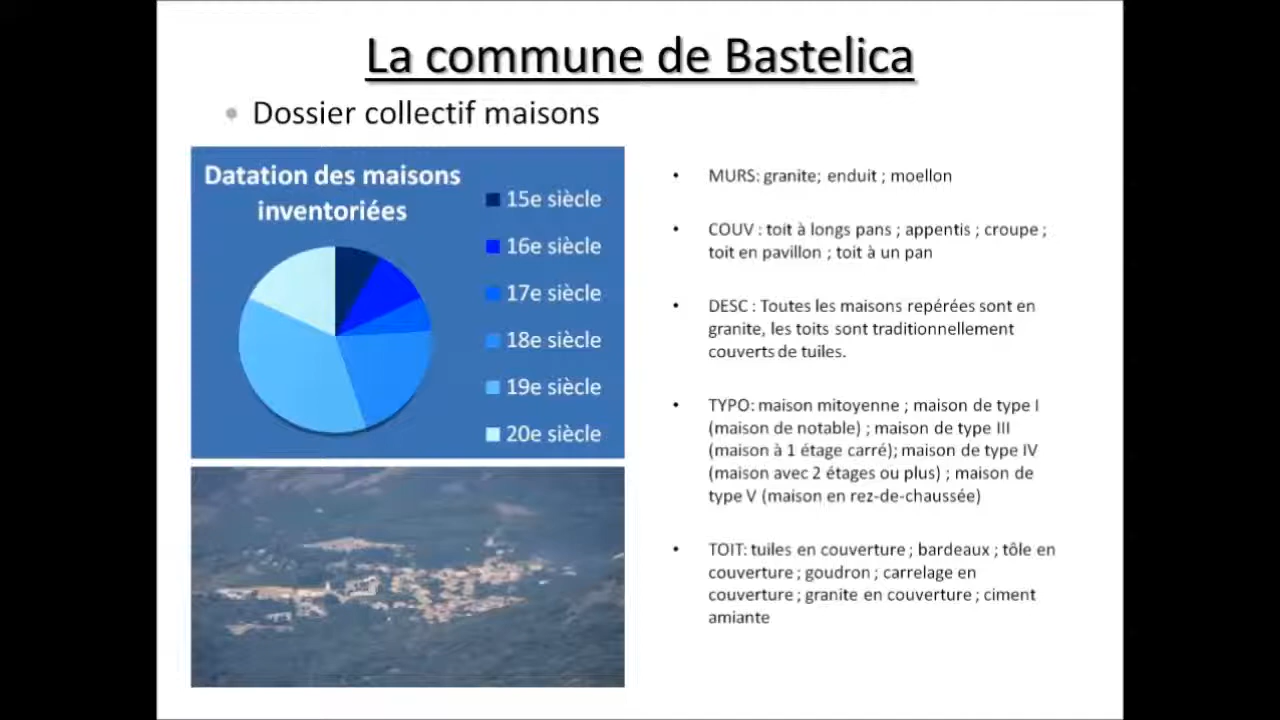 La commune de Bastelica
• Dossier collectif maisons
Datation des maisons
inventoriées
15e siècle
16e siècle
17e siècle
18e siècle
19e siècle
20e siècle
• MURS: granite; enduit ; moellon
• COUV : toit à longs pans ; appentis ; croupe ;
toit en pavillon ; toit à un pan
• DESC : Toutes les maisons repérées sont en
granite, les toits sont traditionnellement
couverts de tuiles.
• TYPO: maison mitoyenne ; maison de type I
(maison de notable) ; maison de type III
(maison à 1 étage carré); maison de type IV
(maison avec 2 étages ou plus) ; maison de
type V (maison en rez-de-chaussée)
• TOIT: tuiles en couverture ; bardeaux ; tôle en
couverture ; goudron ; carrelage en
couverture ; granite en couverture ; ciment
amiante